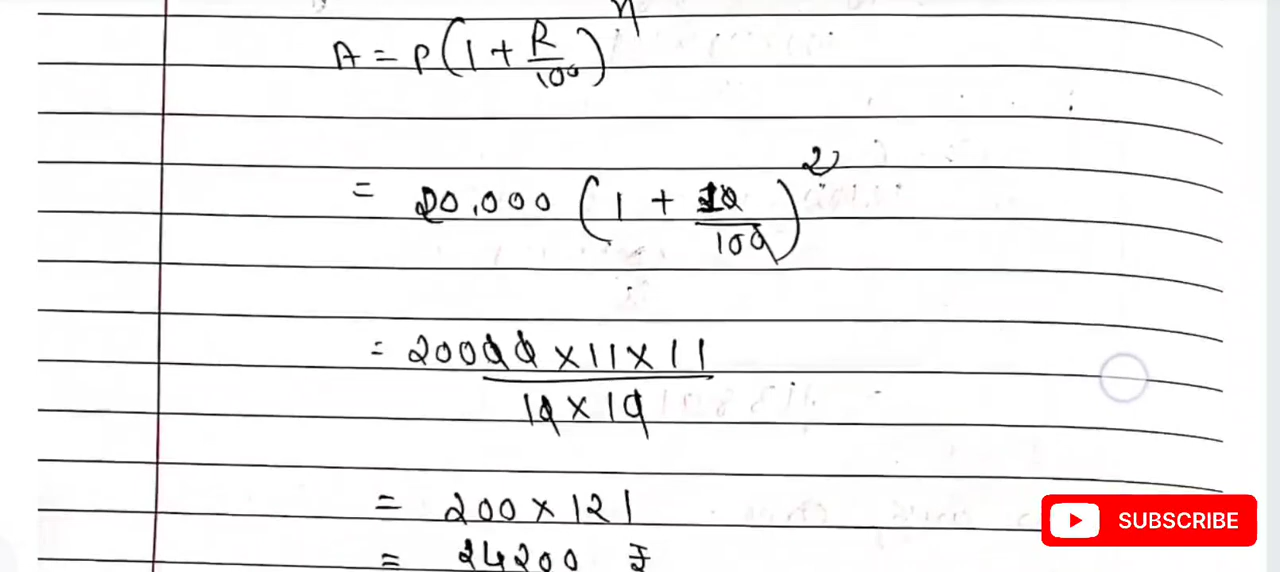 A = P(1 + R/100)^n
= 20,000 (1 + 10/100)^2
= 20000 × 11 × 11
10 × 10
= 200 × 121
SUBSCRIBE
= 24200 ₹